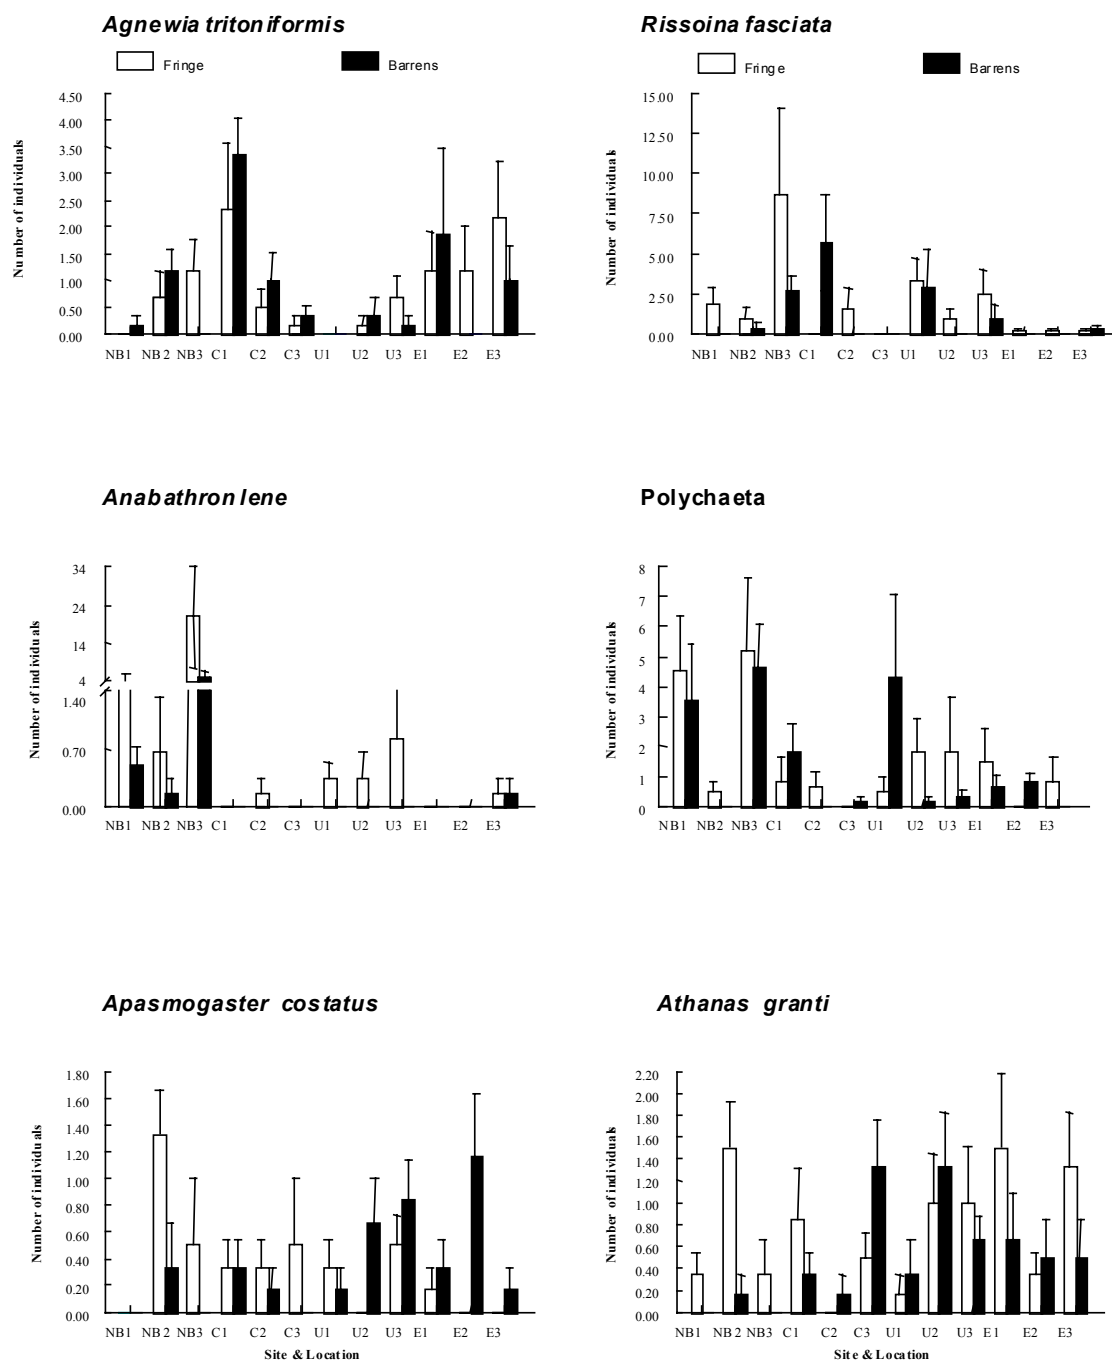 Agnewia tritoniformis
Fringe
Barrens
Number of individuals
4.50
4.00
3.50
3.00
2.50
2.00
1.50
1.00
0.50
0.00
NB1 NB2 NB3 C1 C2 C3 U1 U2 U3 E1 E2 E3
Rissoina fasciata
Fringe
Barrens
Number of individuals
15.00
12.50
10.00
7.50
5.00
2.50
0.00
NB1 NB2 NB3 C1 C2 C3 U1 U2 U3 E1 E2 E3
Anabathron lene
Number of individuals
34
24
14
4
1.40
0.70
0.00
NB1 NB2 NB3 C1 C2 C3 U1 U2 U3 E1 E2 E3
Polychaeta
Number of individuals
8
7
6
5
4
3
2
1
0
NB1 NB2 NB3 C1 C2 C3 U1 U2 U3 E1 E2 E3
Apasmogaster costatus
Number of individuals
1.80
1.60
1.40
1.20
1.00
0.80
0.60
0.40
0.20
0.00
NB1 NB2 NB3 C1 C2 C3 U1 U2 U3 E1 E2 E3
Site & Location
Athanas granti
Number of individuals
2.20
2.00
1.80
1.60
1.40
1.20
1.00
0.80
0.60
0.40
0.20
0.00
NB1 NB2 NB3 C1 C2 C3 U1 U2 U3 E1 E2 E3
Site & Location